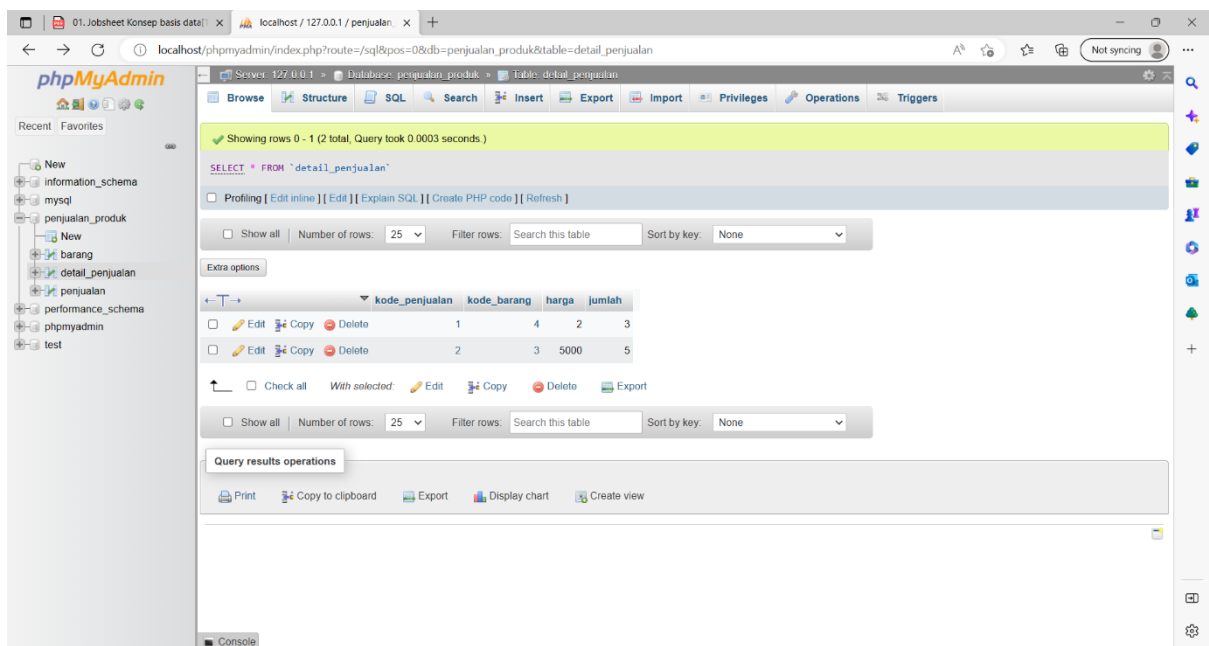 01. Jobsheet Konsep basis data[1
localhost / 127.0.0.1 / penjualan_
localhost/phpmyadmin/index.php?route=/sql&pos=0&db=penjualan_produk&table=detail_penjualan
Not syncing
phpMyAdmin
Recent Favorites
New
information_schema
mysql
penjualan_produk
New
barang
detail_penjualan
penjualan
performance_schema
phpmyadmin
test
Server: 127.0.0.1 » Database: penjualan_produk » Table: detail_penjualan
Browse Structure SQL Search Insert Export Import Privileges Operations Triggers
Showing rows 0 - 1 (2 total, Query took 0.0003 seconds.)
SELECT * FROM `detail_penjualan`
Profiling [ Edit inline ] [ Edit ] [ Explain SQL ] [ Create PHP code ] [ Refresh ]
Show all Number of rows: 25 Filter rows: Search this table Sort by key: None
Extra options
kode_penjualan kode_barang harga jumlah
Edit Copy Delete 1 4 2 3
Edit Copy Delete 2 3 5000 5
Check all With selected: Edit Copy Delete Export
Show all Number of rows: 25 Filter rows: Search this table Sort by key: None
Query results operations
Print Copy to clipboard Export Display chart Create view
Console